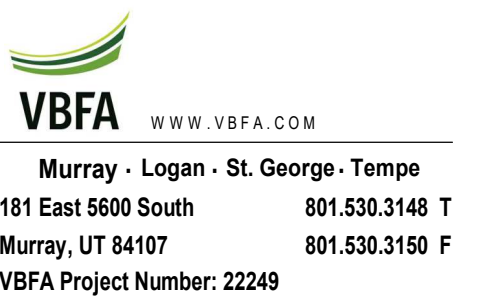 VBFA WWW.VBFA.COM
Murray · Logan · St. George · Tempe
181 East 5600 South 801.530.3148 T
Murray, UT 84107 801.530.3150 F
VBFA Project Number: 22249